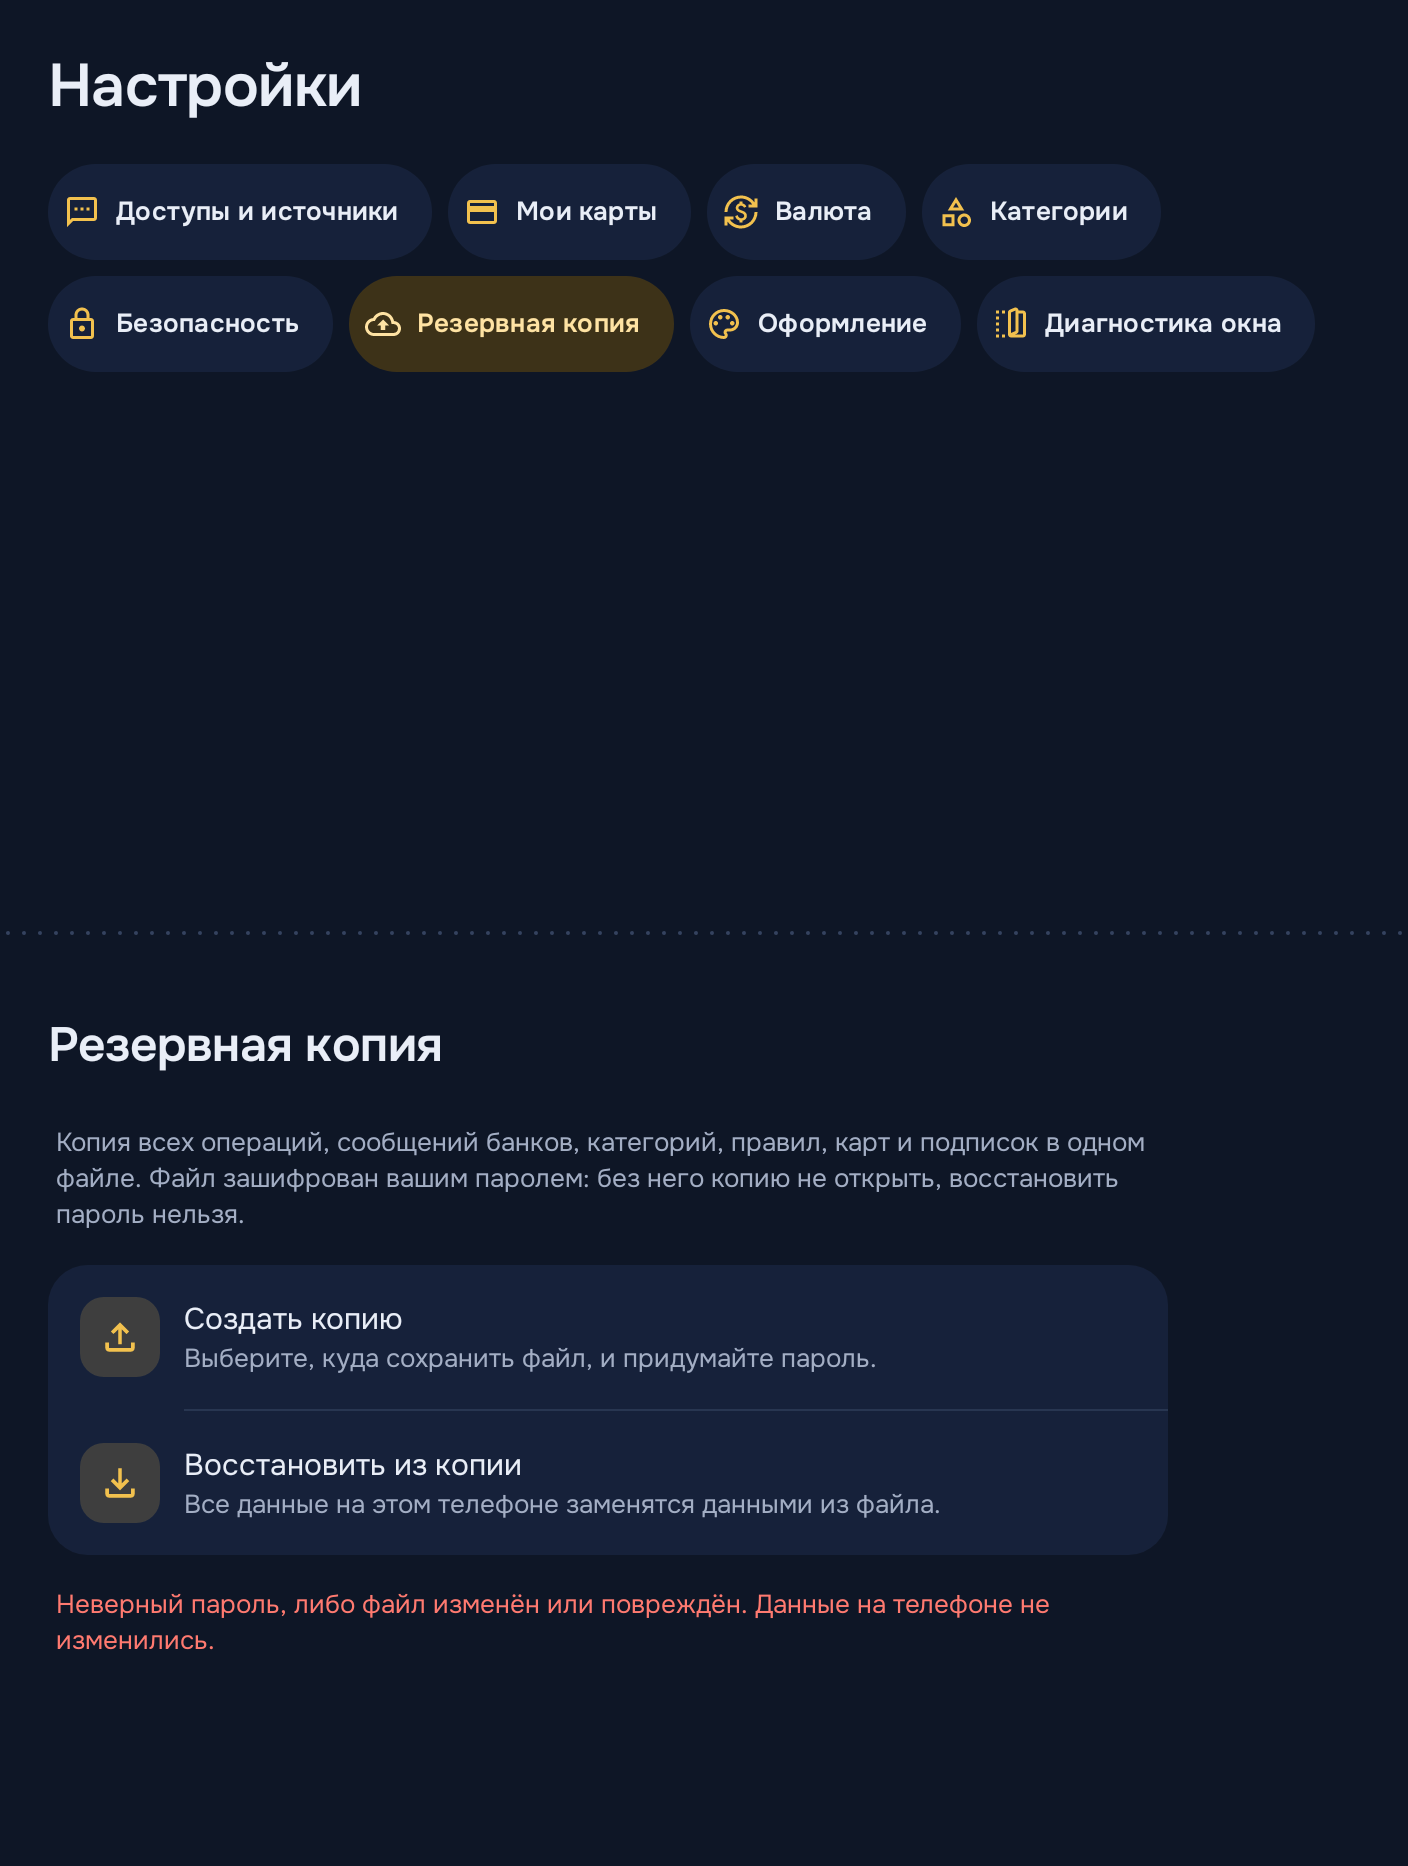 Настройки
Доступы и источники
Мои карты
Валюта
Категории
Безопасность
Резервная копия
Оформление
Диагностика окна
Резервная копия
Копия всех операций, сообщений банков, категорий, правил, карт и подписок в одном
файле. Файл зашифрован вашим паролем: без него копию не открыть, восстановить
пароль нельзя.
Создать копию
Выберите, куда сохранить файл, и придумайте пароль.
Восстановить из копии
Все данные на этом телефоне заменятся данными из файла.
Неверный пароль, либо файл изменён или повреждён. Данные на телефоне не
изменились.